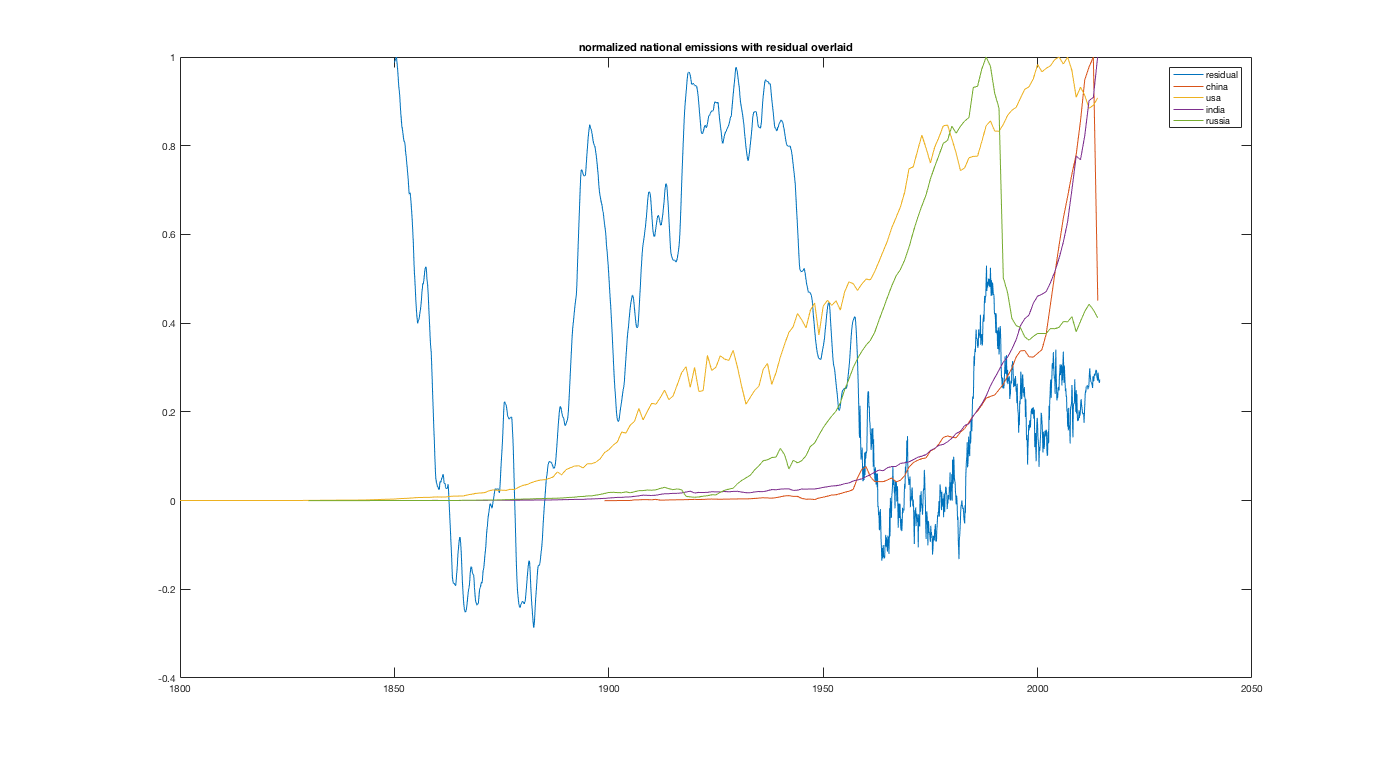 normalized national emissions with residual overlaid
1
0.8
0.6
0.4
0.2
0
-0.2
-0.4
1800
1850
1900
1950
2000
2050
residual
china
usa
india
russia